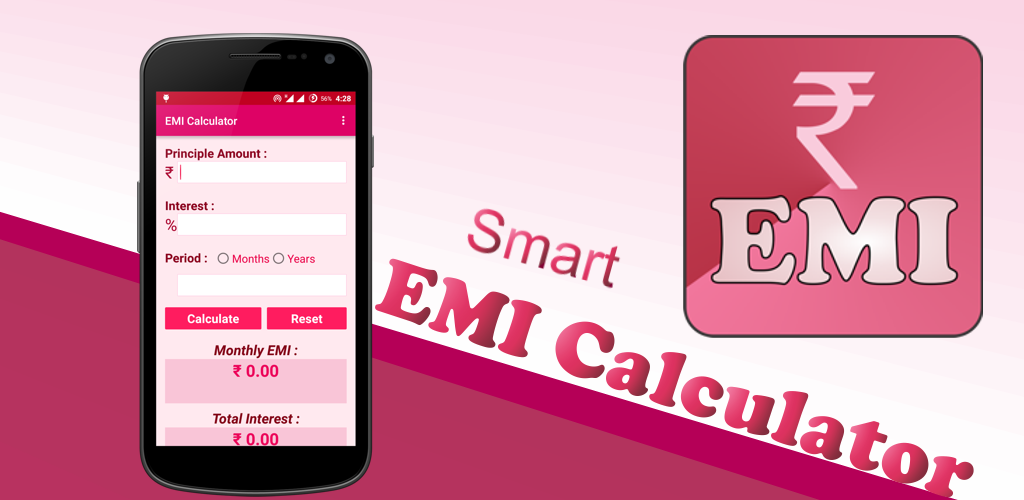 56% 4:28
EMI Calculator
Principle Amount :
₹
Interest :
%
Period : Months Years
Calculate Reset
Monthly EMI :
₹ 0.00
Total Interest :
₹ 0.00
Smart
EMI Calculator
₹
EMI